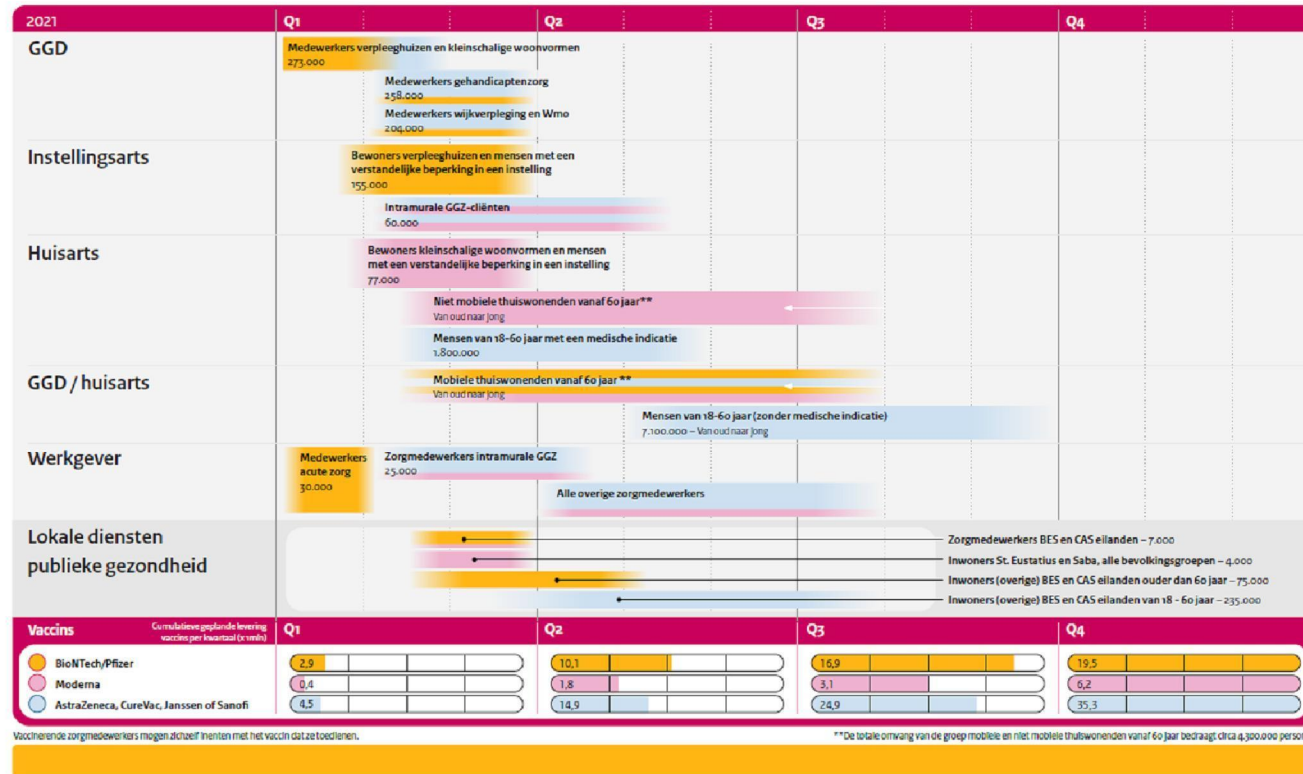 2021 Q1 Q2 Q3 Q4
GGD
Medewerkers verpleeghuizen en kleinschalige woonvormen
273.000
Medewerkers gehandicaptenzorg
258.000
Medewerkers wijkverpleging en Wmo
204.000
Instellingsarts
Bewoners verpleeghuizen en mensen met een
verstandelijke beperking in een instelling
155.000
Intramurale GGZ-cliënten
60.000
Huisarts
Bewoners kleinschalige woonvormen en mensen
met een verstandelijke beperking in een instelling
77.000
Niet mobiele thuiswonenden vanaf 60 jaar**
Van oud naar jong
Mensen van 18-60 jaar met een medische indicatie
1.800.000
GGD / huisarts
Mobiele thuiswonenden vanaf 60 jaar **
Van oud naar jong
Mensen van 18-60 jaar (zonder medische indicatie)
7.100.000 – Van oud naar jong
Werkgever
Medewerkers
acute zorg
30.000
Zorgmedewerkers intramurale GGZ
25.000
Alle overige zorgmedewerkers
Lokale diensten
publieke gezondheid
Zorgmedewerkers BES en CAS eilanden – 7.000
Inwoners St. Eustatius en Saba, alle bevolkingsgroepen – 4.000
Inwoners (overige) BES en CAS eilanden ouder dan 60 jaar – 75.000
Inwoners (overige) BES en CAS eilanden van 18 - 60 jaar – 235.000
Vaccins
Cumulatieve geplande levering
vaccins per kwartaal (x 1 mln)
Q1 Q2 Q3 Q4
BioNTech/Pfizer 2,9 10,1 16,9 19,5
Moderna 0,4 1,8 3,1 6,2
AstraZeneca, CureVac, Janssen of Sanofi 4,5 14,9 24,9 35,3
Vaccinerende zorgmedewerkers mogen zichzelf inenten met het vaccin dat ze toedienen.
**De totale omvang van de groep mobiele en niet mobiele thuiswonenden vanaf 60 jaar bedraagt circa 4.300.000 person